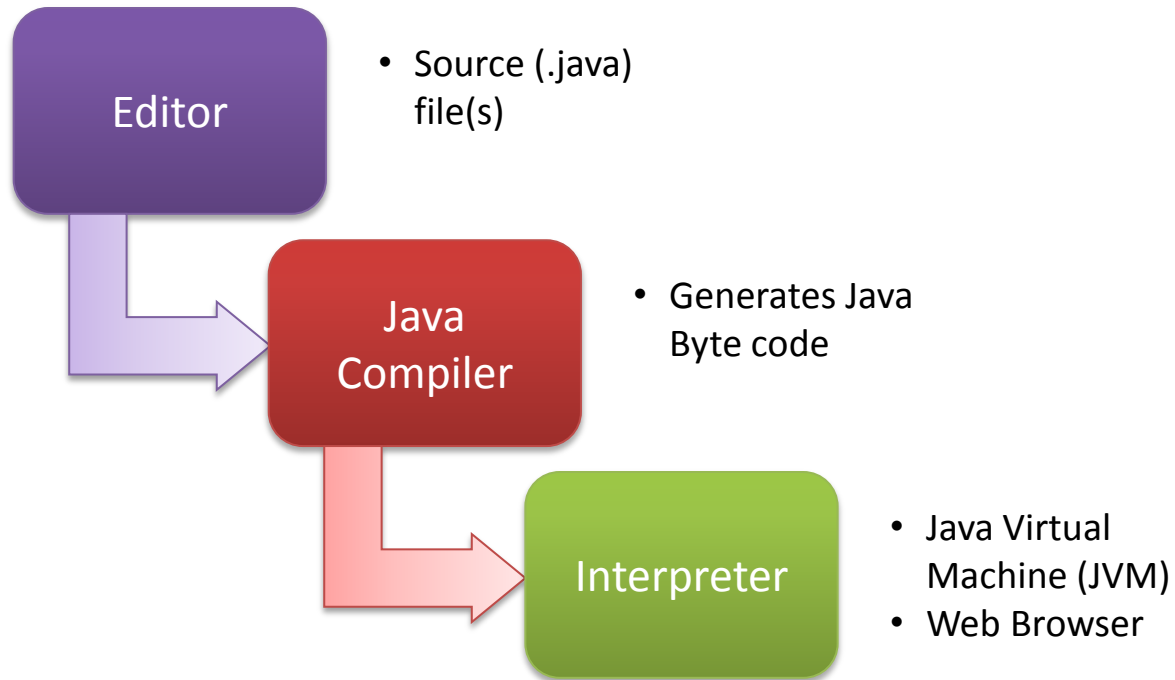 Editor
• Source (.java)
file(s)
Java
Compiler
• Generates Java
Byte code
Interpreter
• Java Virtual
Machine (JVM)
• Web Browser